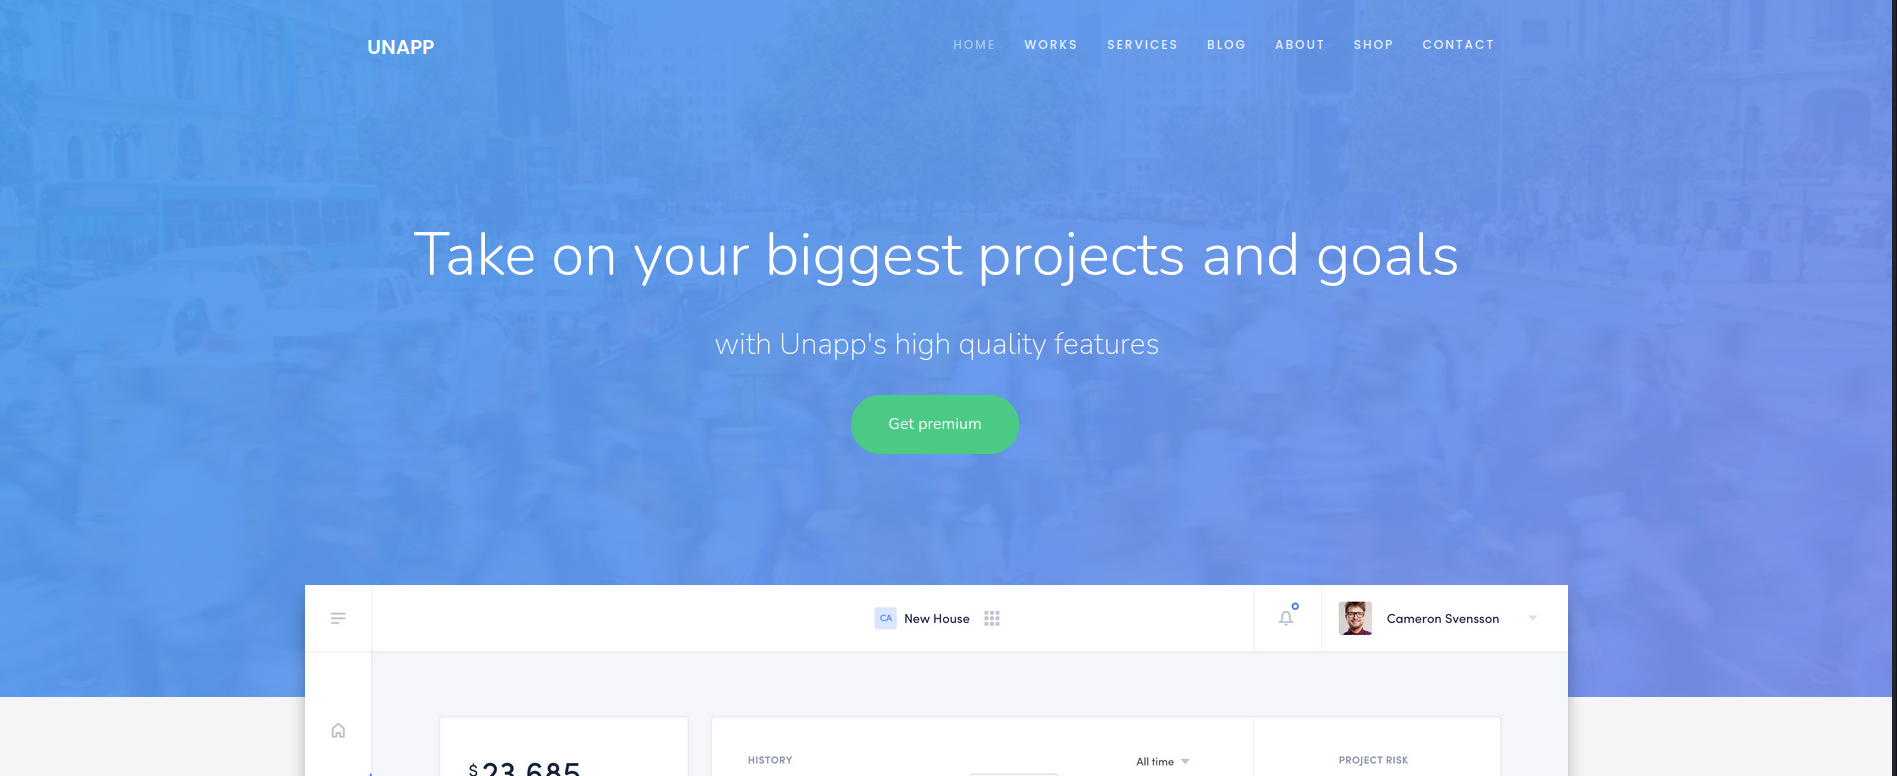 UNAPP
HOME WORKS SERVICES BLOG ABOUT SHOP CONTACT
Take on your biggest projects and goals
with Unapp's high quality features
Get premium
CA New House
Cameron Svensson
$23,685
HISTORY
All time
PROJECT RISK